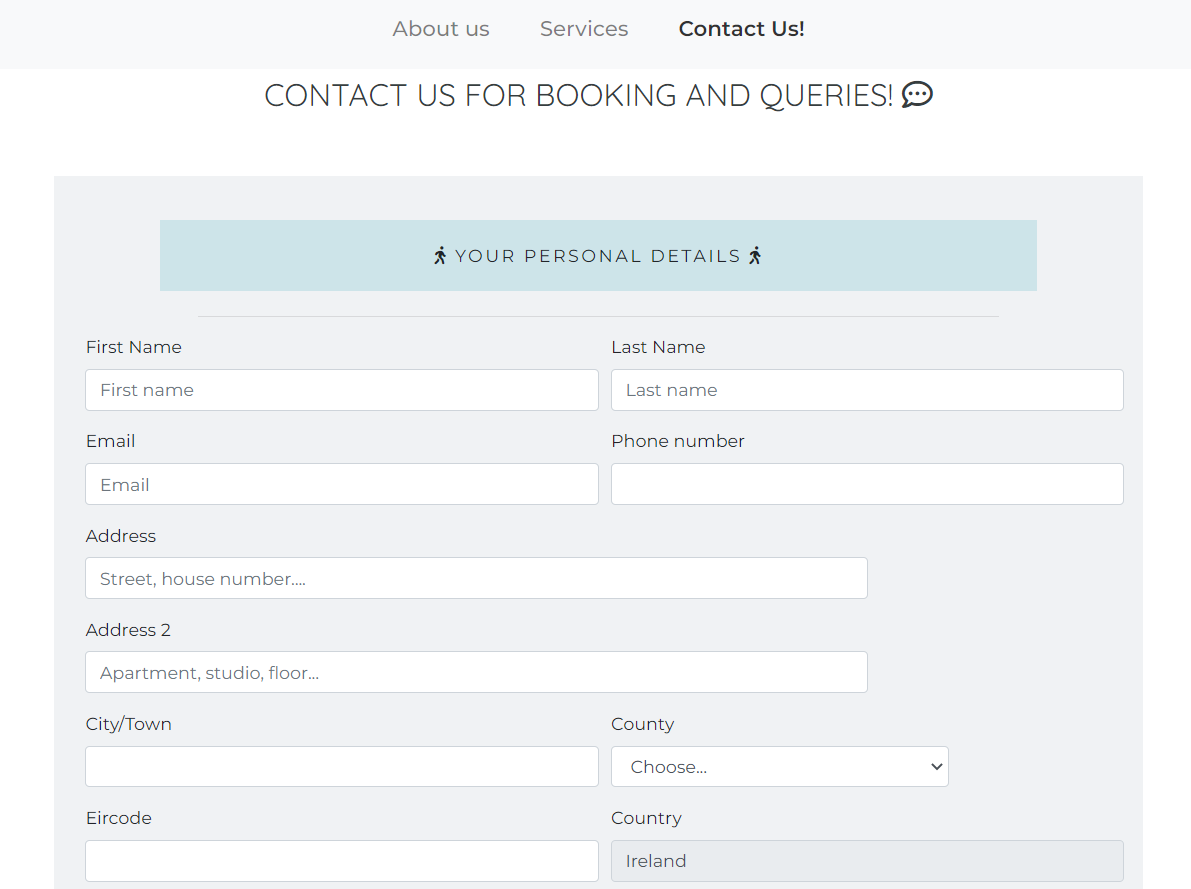 About us Services Contact Us!
CONTACT US FOR BOOKING AND QUERIES!
YOUR PERSONAL DETAILS
First Name Last Name
First name Last name
Email Phone number
Email
Address
Street, house number....
Address 2
Apartment, studio, floor...
City/Town County
Choose...
Eircode Country
Ireland